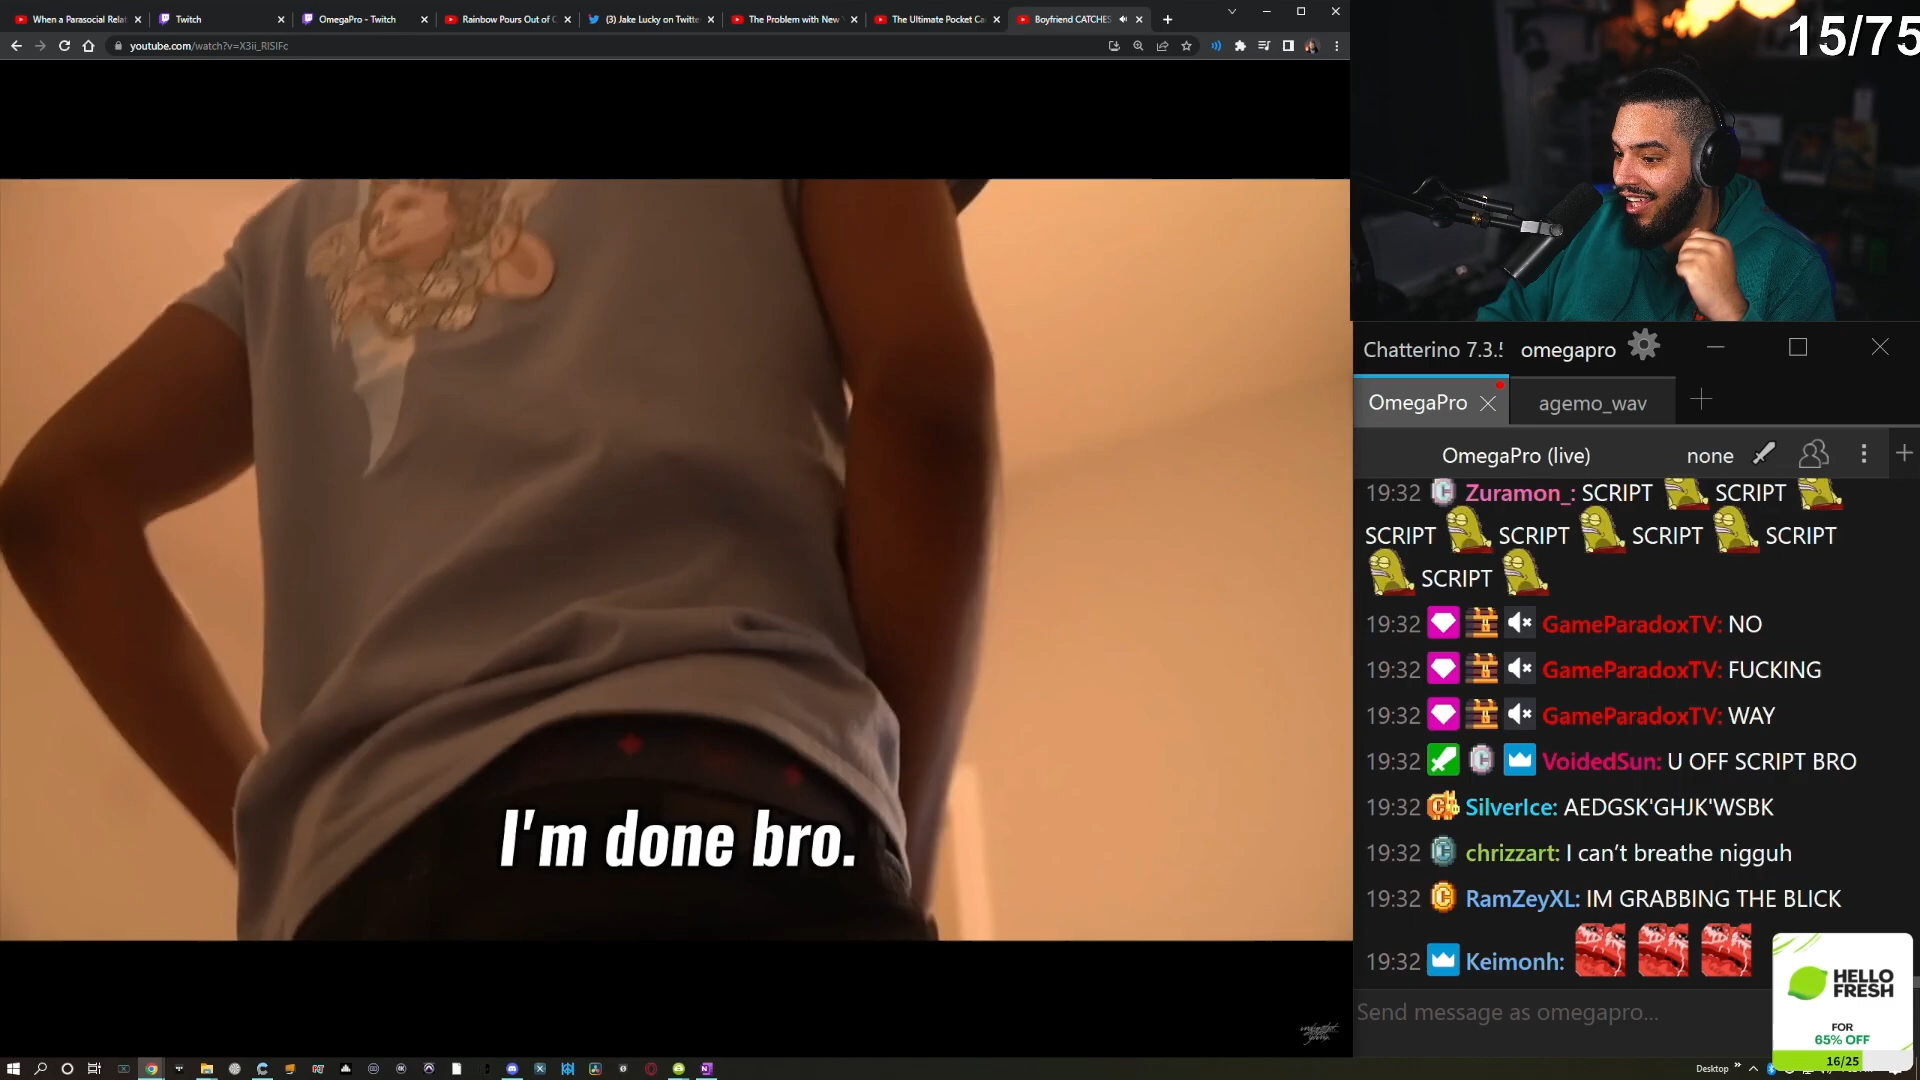 When a Parasocial Relat
Twitch
OmegaPro - Twitch
Rainbow Pours Out of C
(3) Jake Lucky on Twitte
The Problem with New
The Ultimate Pocket Ca
Boyfriend CATCHES
youtube.com/watch?v=X3ii_RISIFc
15/75
I'm done bro.
Chatterino 7.3.5
omegapro
OmegaPro
agemo_wav
OmegaPro (live)
none
19:32 Zuramon_: SCRIPT SCRIPT
SCRIPT SCRIPT SCRIPT SCRIPT
SCRIPT
19:32 GameParadoxTV: NO
19:32 GameParadoxTV: FUCKING
19:32 GameParadoxTV: WAY
19:32 VoidedSun: U OFF SCRIPT BRO
19:32 SilverIce: AEDGSK'GHJK'WSBK
19:32 chrizzart: I can't breathe nigguh
19:32 RamZeyXL: IM GRABBING THE BLICK
19:32 Keimonh:
Send message as omegapro...
HELLO
FRESH
FOR
65% OFF
16/25
Desktop